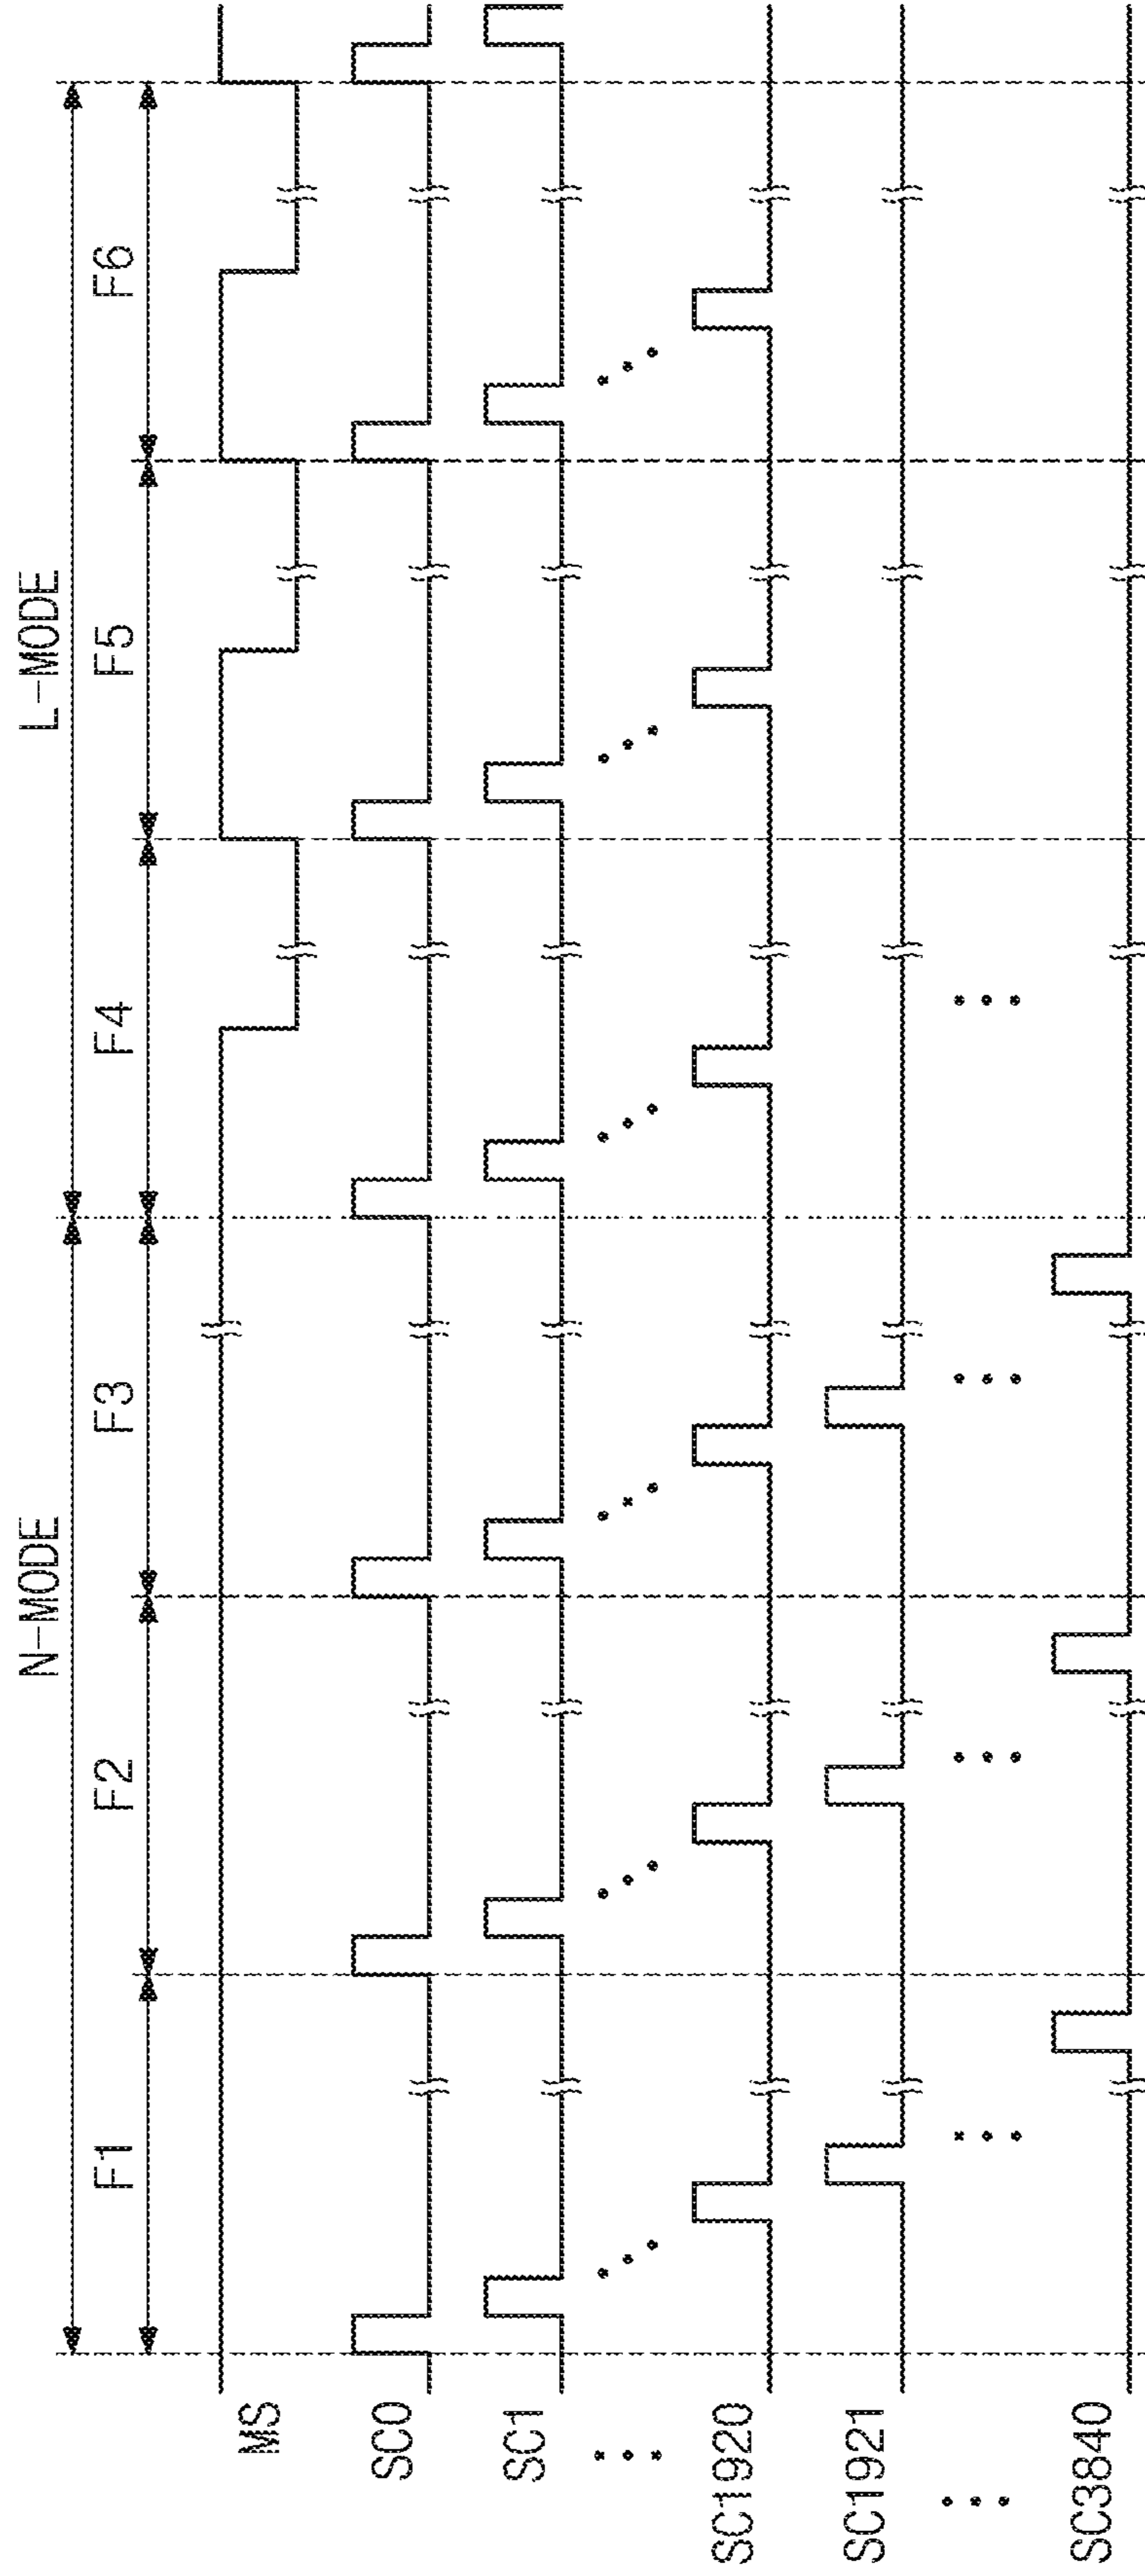 N-MODE
L-MODE
F1
F2
F3
F4
F5
F6
MS
SC0
SC1
SC1920
SC1921
SC3840